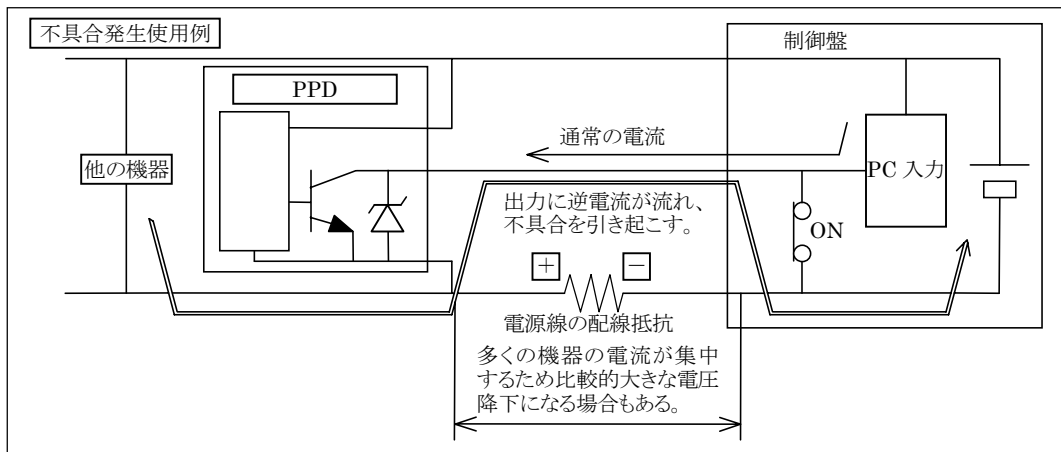 不具合発生使用例
制御盤
PPD
通常の電流
他の機器
PC 入力
出力に逆電流が流れ、
不具合を引き起こす。
ON
+
−
電源線の配線抵抗
多くの機器の電流が集中
するため比較的大きな電圧
降下になる場合もある。